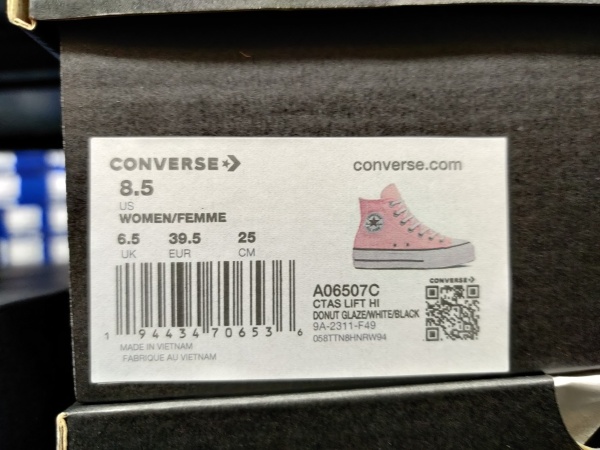 CONVERSE
converse.com
8.5
US
WOMEN/FEMME
6.5 39.5 25
UK EUR CM
A06507C
CTAS LIFT HI
DONUT GLAZE/WHITE/BLACK
9A-2311-F49
058TTN8HNRW94
CONVERSE
1 94434 70653 6
MADE IN VIETNAM
FABRIQUE AU VIETNAM